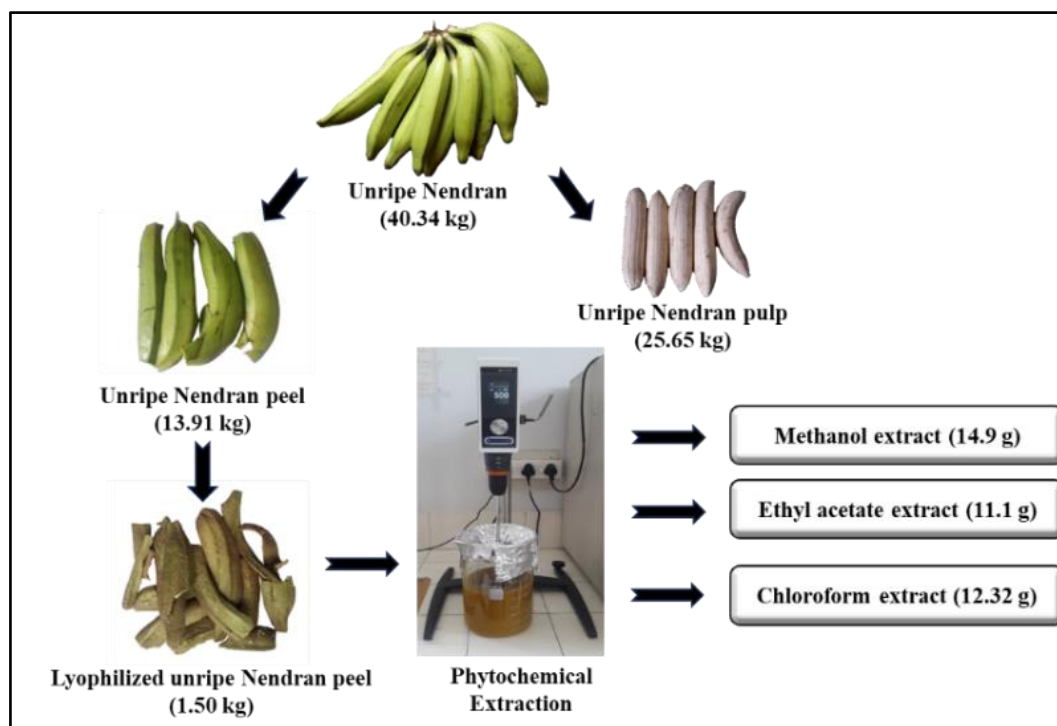 Unripe Nendran
(40.34 kg)
Unripe Nendran pulp
(25.65 kg)
Unripe Nendran peel
(13.91 kg)
Lyophilized unripe Nendran peel
(1.50 kg)
500
Phytochemical
Extraction
Methanol extract (14.9 g)
Ethyl acetate extract (11.1 g)
Chloroform extract (12.32 g)